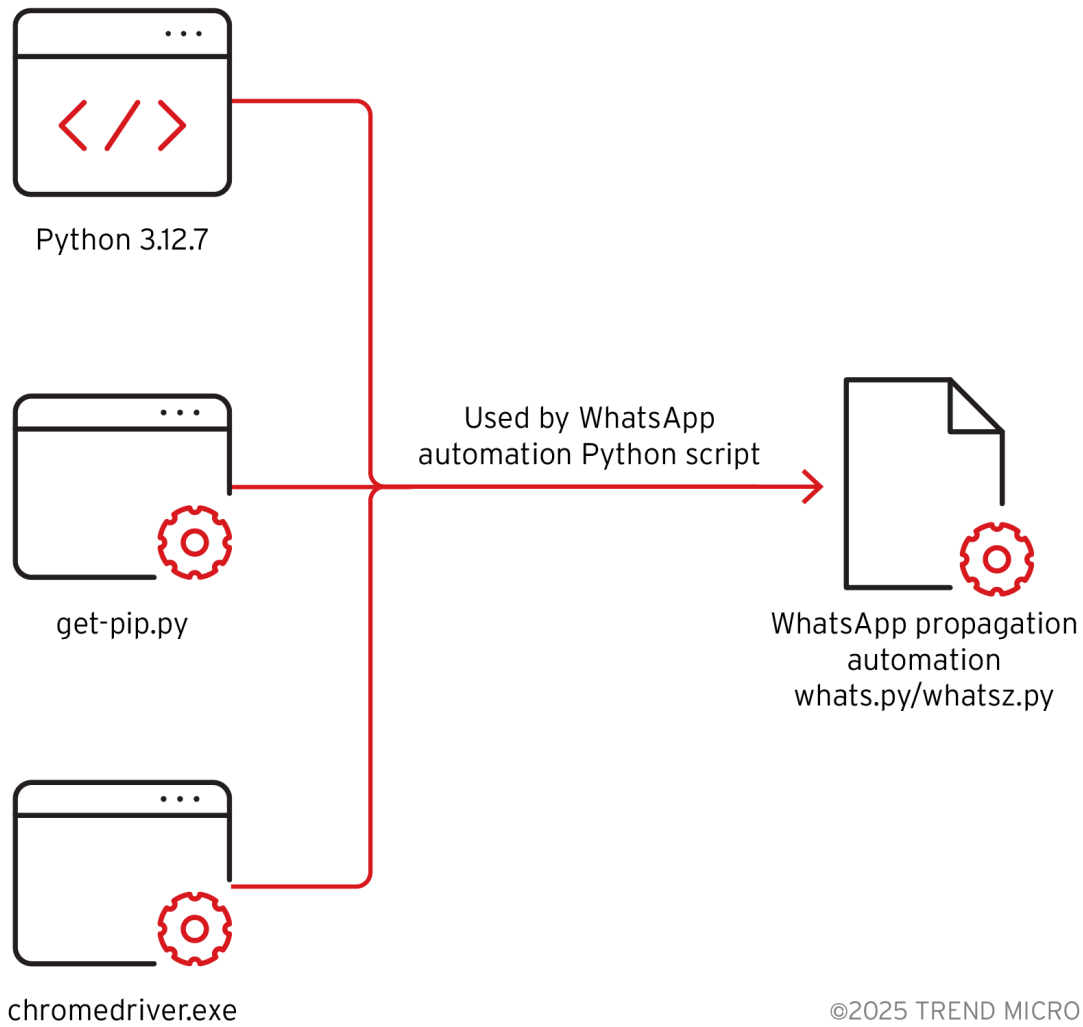 Python 3.12.7
Used by WhatsApp
automation Python script
get-pip.py
WhatsApp propagation
automation
whats.py/whatsz.py
chromedriver.exe
©2025 TREND MICRO